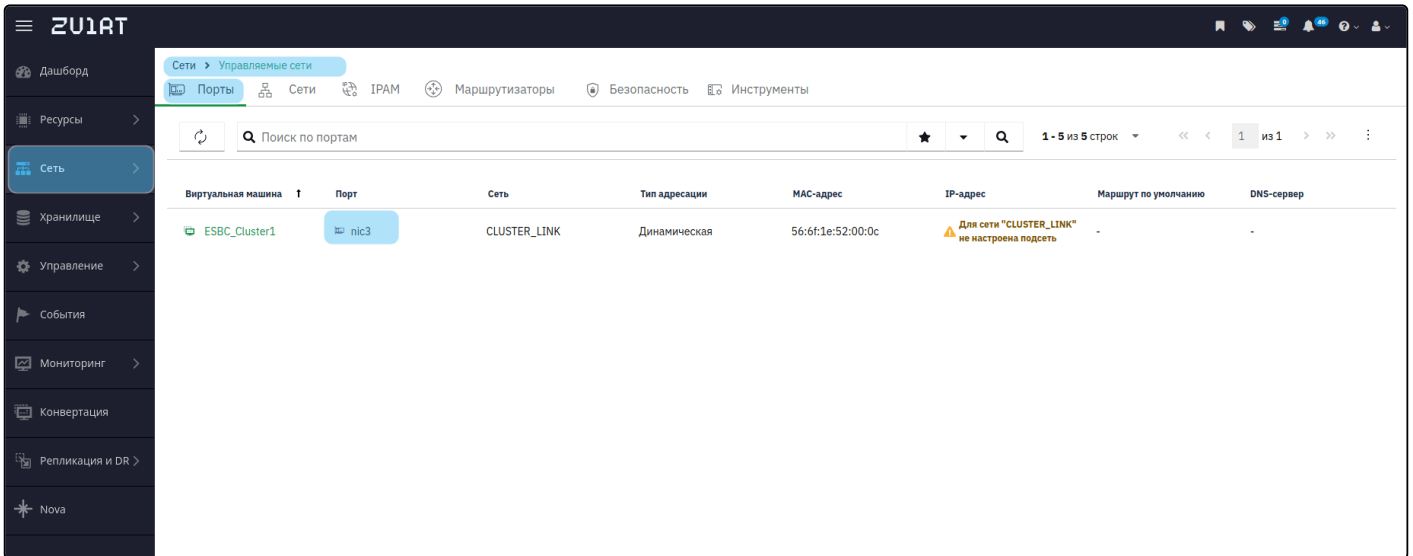 ZVIRT
0
46
Дашборд
Ресурсы
Сеть
Хранилище
Управление
События
Мониторинг
Конвертация
Репликация и DR
Nova
Сети > Управляемые сети
Порты Сети IPAM Маршрутизаторы Безопасность Инструменты
Поиск по портам
1 - 5 из 5 строк
1 из 1
Виртуальная машина Порт Сеть Тип адресации MAC-адрес IP-адрес Маршрут по умолчанию DNS-сервер
ESBC_Cluster1 nic3 CLUSTER_LINK Динамическая 56:6f:1e:52:00:0c Для сети "CLUSTER_LINK" - -
не настроена подсеть